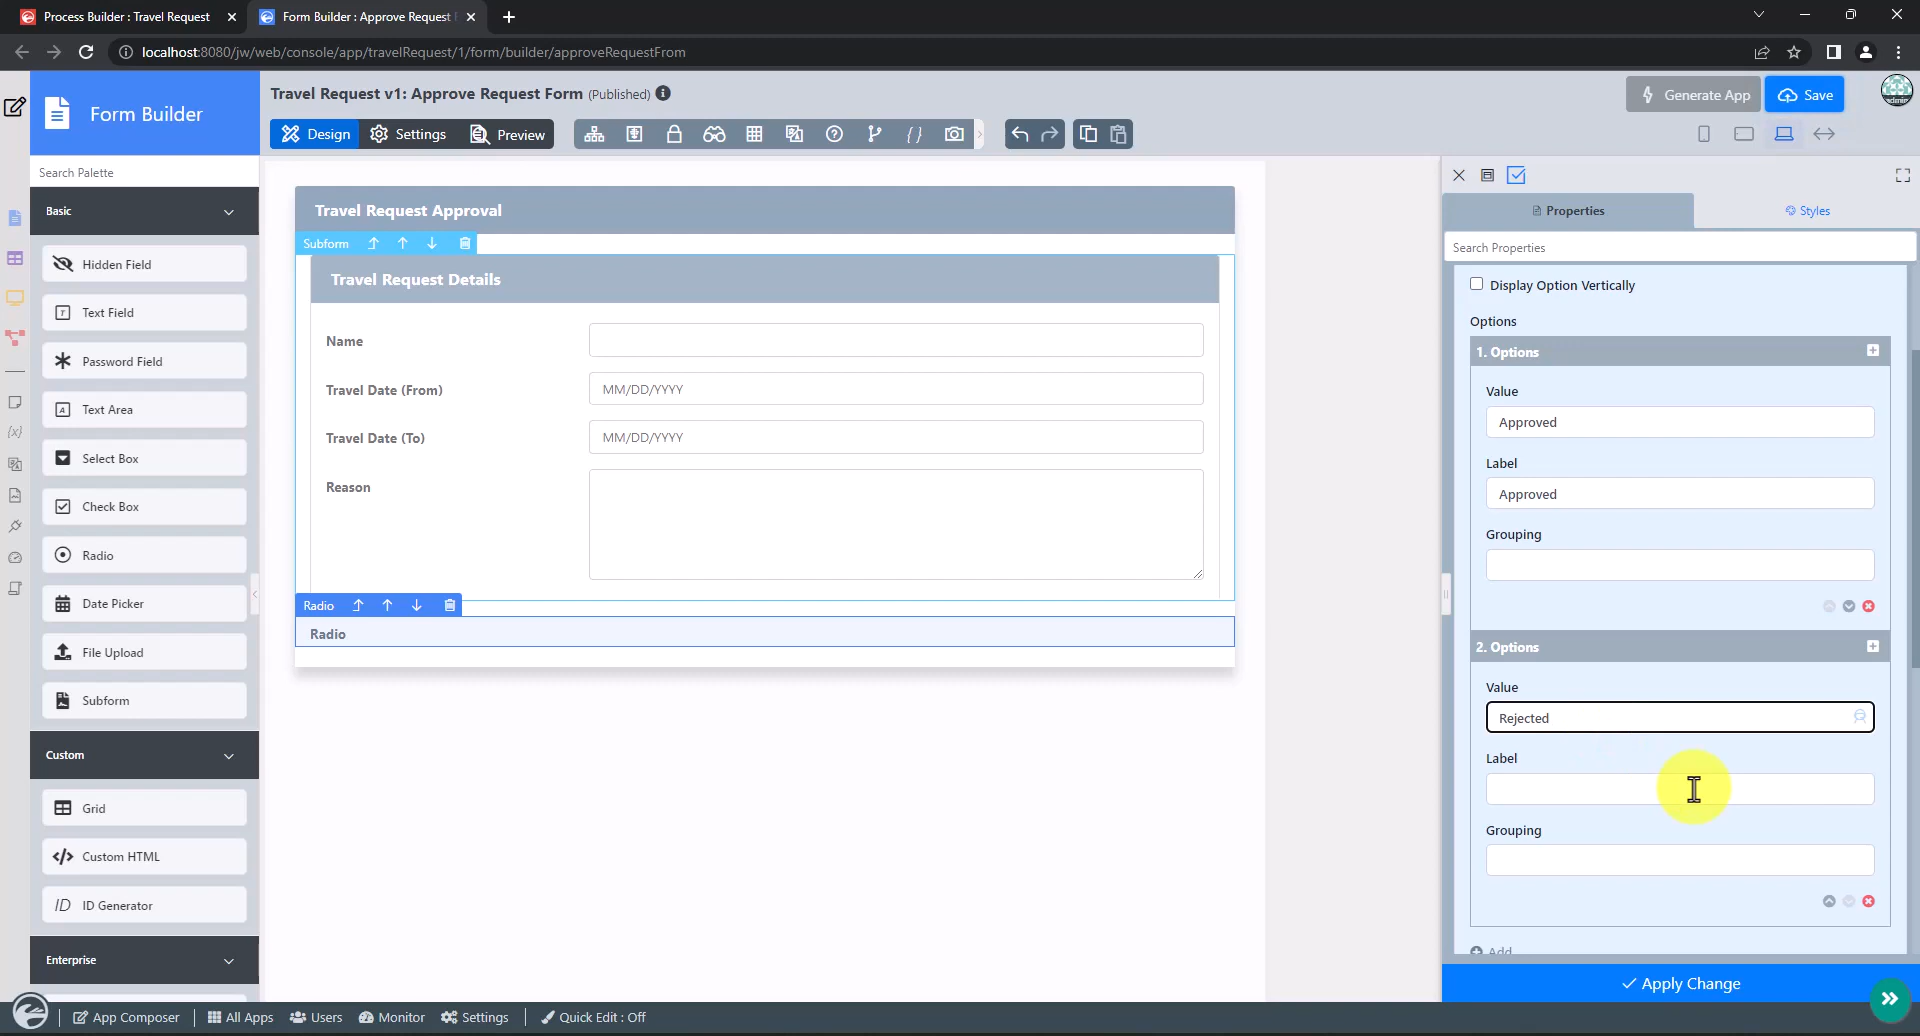 Process Builder : Travel Request
Form Builder : Approve Request F
localhost:8080/jw/web/console/app/travelRequest/1/form/builder/approveRequestFrom
Form Builder
Travel Request v1: Approve Request Form (Published)
Generate App
Save
Design
Settings
Preview
Search Palette
Basic
Hidden Field
Text Field
Password Field
Text Area
Select Box
Check Box
Radio
Date Picker
File Upload
Subform
Custom
Grid
Custom HTML
ID Generator
Enterprise
Travel Request Approval
Subform
Travel Request Details
Name
Travel Date (From)
MM/DD/YYYY
Travel Date (To)
MM/DD/YYYY
Reason
Radio
Radio
Properties
Styles
Search Properties
Display Option Vertically
Options
1. Options
Value
Approved
Label
Approved
Grouping
2. Options
Value
Rejected
Label
Grouping
Add
Apply Change
App Composer
All Apps
Users
Monitor
Settings
Quick Edit : Off